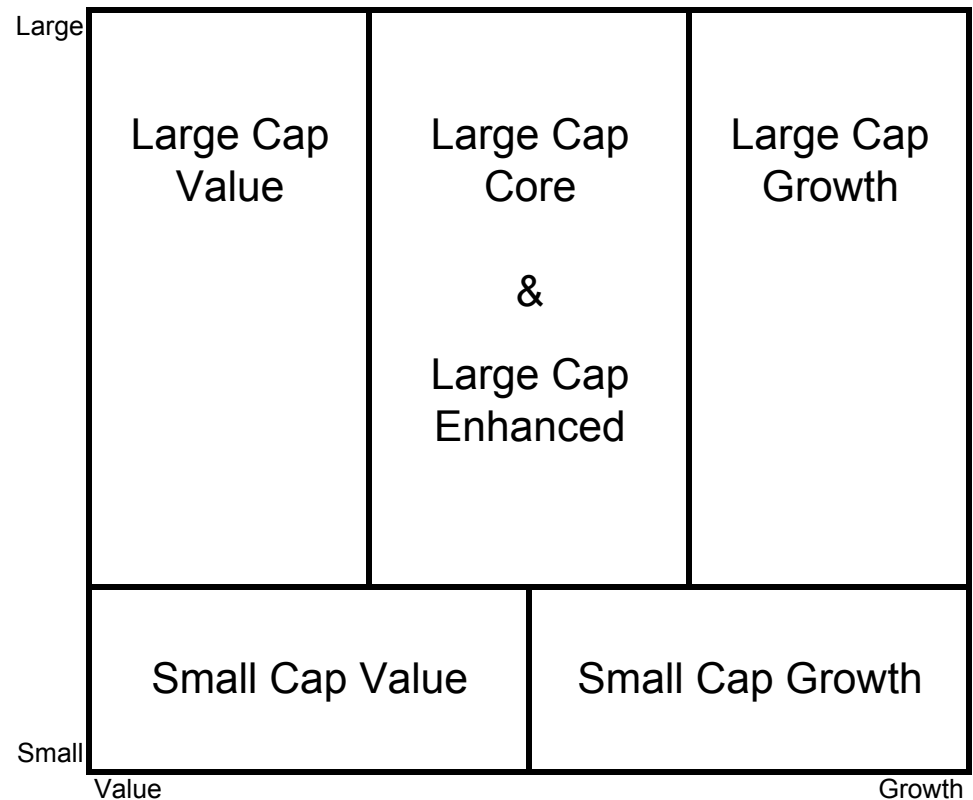 Large
Large Cap
Value
Large Cap
Core
&
Large Cap
Enhanced
Large Cap
Growth
Small Cap Value
Small Cap Growth
Small
Value
Growth